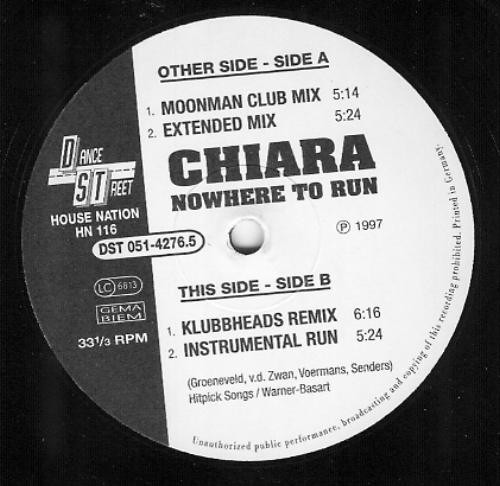 OTHER SIDE - SIDE A
1. MOONMAN CLUB MIX 5:14
2. EXTENDED MIX 5:24
CHIARA
NOWHERE TO RUN
DANCE
STREET
HOUSE NATION
HN 116
DST 051-4276.5
Ⓟ 1997
LC 6813
GEMA
BIEM
33 1/3 RPM
THIS SIDE - SIDE B
1. KLUBBHEADS REMIX 6:16
2. INSTRUMENTAL RUN 5:24
(Groeneveld, v.d. Zwan, Voermans, Senders)
Hitpick Songs / Warner-Basart
Unauthorized public performance, broadcasting and copying of this recording prohibited. Printed in Germany.